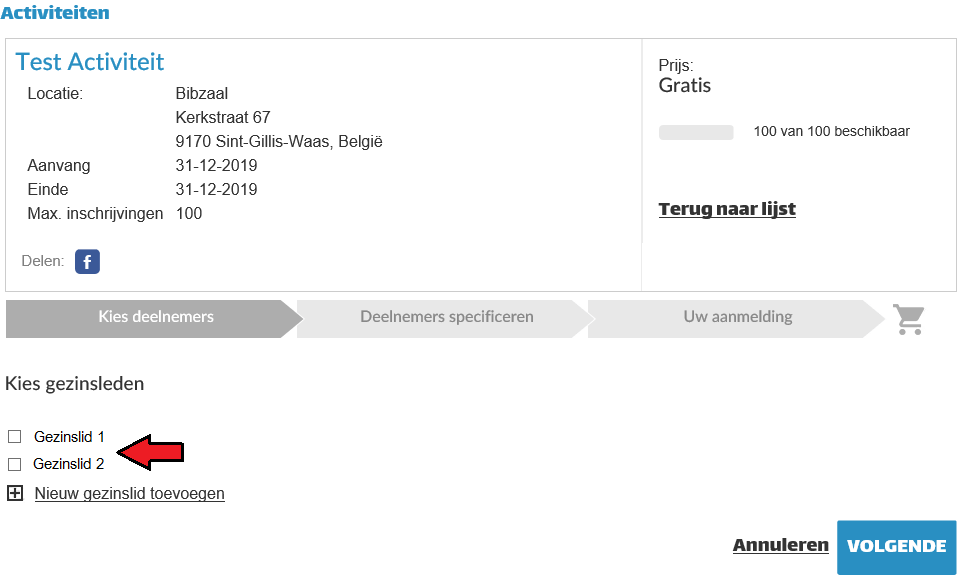 Activiteiten
Test Activiteit
Locatie: Bibzaal
Kerkstraat 67
9170 Sint-Gillis-Waas, België
Aanvang 31-12-2019
Einde 31-12-2019
Max. inschrijvingen 100
Delen: f
Prijs:
Gratis
100 van 100 beschikbaar
Terug naar lijst
Kies deelnemers Deelnemers specificeren Uw aanmelding
Kies gezinsleden
Gezinslid 1
Gezinslid 2
Nieuw gezinslid toevoegen
Annuleren VOLGENDE